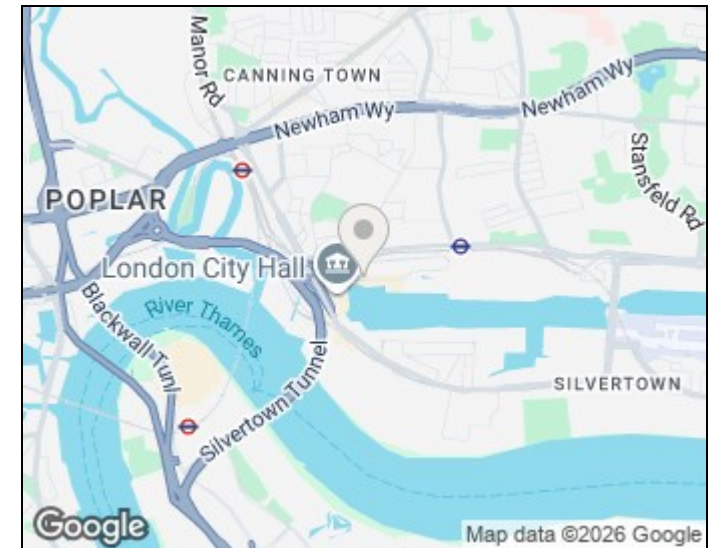 Manor Rd
CANNING TOWN
Newham Wy
Newham Wy
Stansfeld Rd
POPLAR
London City Hall
River Thames
Blackwall Tunl
Silvertown Tunnel
SILVERTOWN
Google
Map data ©2026 Google